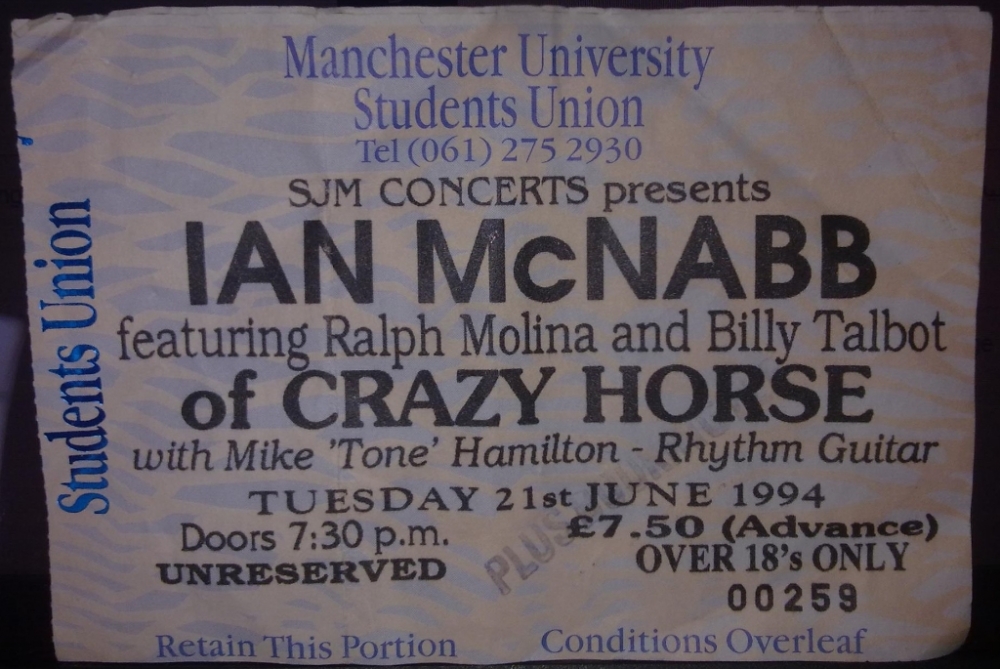 Manchester University
Students Union
Tel (061) 275 2930
SJM CONCERTS presents
IAN McNABB
featuring Ralph Molina and Billy Talbot
of CRAZY HORSE
with Mike 'Tone' Hamilton - Rhythm Guitar
TUESDAY 21st JUNE 1994
Doors 7:30 p.m.
£7.50 (Advance)
UNRESERVED
OVER 18's ONLY
00259
Retain This Portion
Conditions Overleaf
Students Union
PLUS